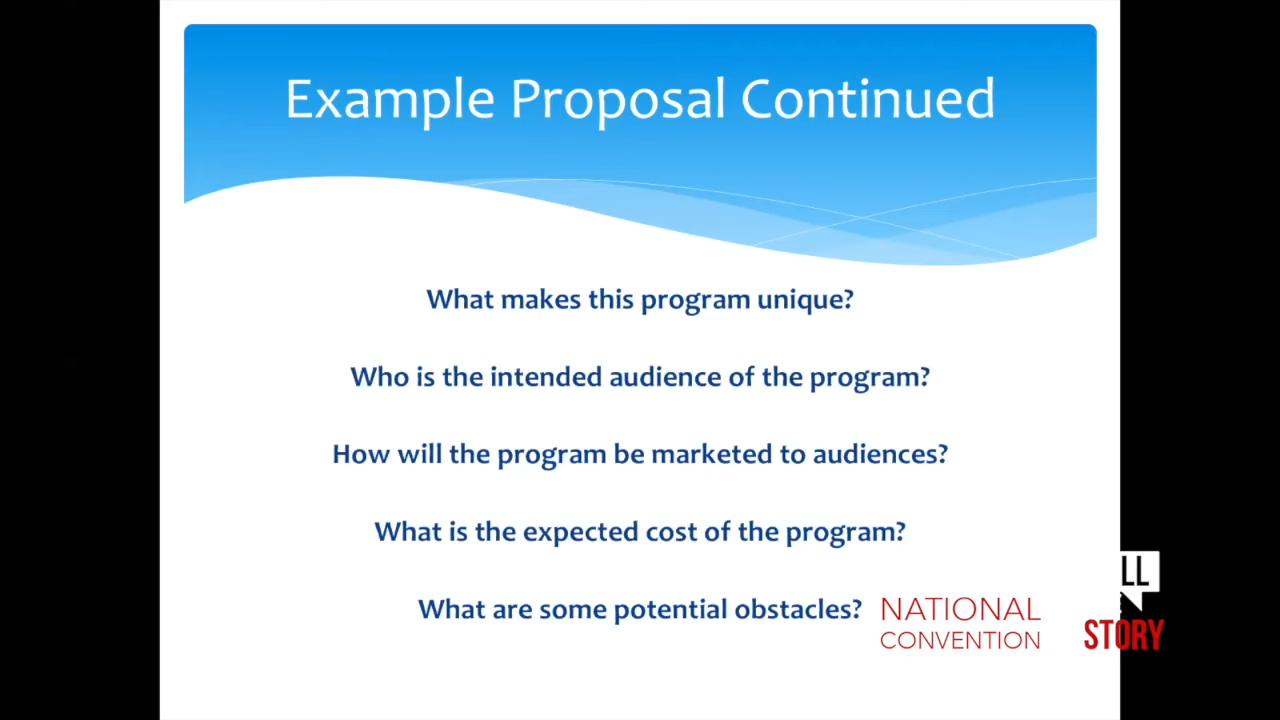 Example Proposal Continued
What makes this program unique?
Who is the intended audience of the program?
How will the program be marketed to audiences?
What is the expected cost of the program?
What are some potential obstacles?
NATIONAL
CONVENTION
LL
STORY